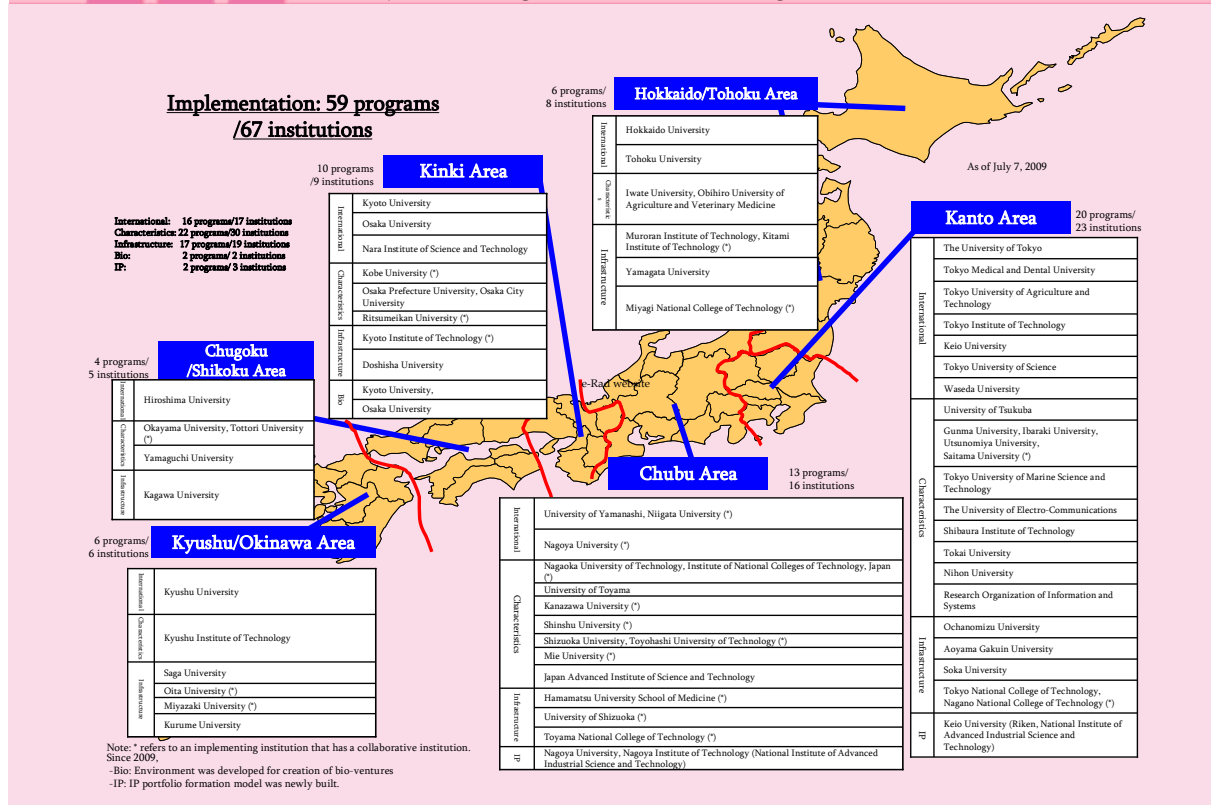 Implementation: 59 programs
/67 institutions
International: 16 programs/17 institutions
Characteristics: 22 programs/30 institutions
Infrastructure: 17 programs/19 institutions
Bio: 2 programs/ 2 institutions
IP: 2 programs/ 3 institutions
As of July 7, 2009
6 programs/
8 institutions
Hokkaido/Tohoku Area
International
Hokkaido University
Tohoku University
Characteristic
s
Iwate University, Obihiro University of
Agriculture and Veterinary Medicine
Infrastructure
Muroran Institute of Technology, Kitami
Institute of Technology (*)
Yamagata University
Miyagi National College of Technology (*)
10 programs
/9 institutions
Kinki Area
International
Kyoto University
Osaka University
Nara Institute of Science and Technology
Characteristics
Kobe University (*)
Osaka Prefecture University, Osaka City
University
Ritsumeikan University (*)
Infrastructure
Kyoto Institute of Technology (*)
Doshisha University
Bio
Kyoto University,
Osaka University
20 programs/
23 institutions
Kanto Area
International
The University of Tokyo
Tokyo Medical and Dental University
Tokyo University of Agriculture and
Technology
Tokyo Institute of Technology
Keio University
Tokyo University of Science
Waseda University
Characteristics
University of Tsukuba
Gunma University, Ibaraki University,
Utsunomiya University,
Saitama University (*)
Tokyo University of Marine Science and
Technology
The University of Electro-Communications
Shibaura Institute of Technology
Tokai University
Nihon University
Research Organization of Information and
Systems
Infrastructure
Ochanomizu University
Aoyama Gakuin University
Soka University
Tokyo National College of Technology,
Nagano National College of Technology (*)
IP
Keio University (Riken, National Institute of
Advanced Industrial Science and
Technology)
4 programs/
5 institutions
Chugoku
/Shikoku Area
International
Hiroshima University
Characteristics
Okayama University, Tottori University
(*)
Yamaguchi University
Infrastructure
Kagawa University
e-Rad website
Chubu Area
13 programs/
16 institutions
International
University of Yamanashi, Niigata University (*)
Nagoya University (*)
Characteristics
Nagaoka University of Technology, Institute of National Colleges of Technology, Japan
(*)
University of Toyama
Kanazawa University (*)
Shinshu University (*)
Shizuoka University, Toyohashi University of Technology (*)
Mie University (*)
Japan Advanced Institute of Science and Technology
Infrastructure
Hamamatsu University School of Medicine (*)
University of Shizuoka (*)
Toyama National College of Technology (*)
IP
Nagoya University, Nagoya Institute of Technology (National Institute of Advanced
Industrial Science and Technology)
6 programs/
6 institutions
Kyushu/Okinawa Area
International
Kyushu University
Characteristics
Kyushu Institute of Technology
Infrastructure
Saga University
Oita University (*)
Miyazaki University (*)
Kurume University
Note: * refers to an implementing institution that has a collaborative institution.
Since 2009,
-Bio: Environment was developed for creation of bio-ventures
-IP: IP portfolio formation model was newly built.